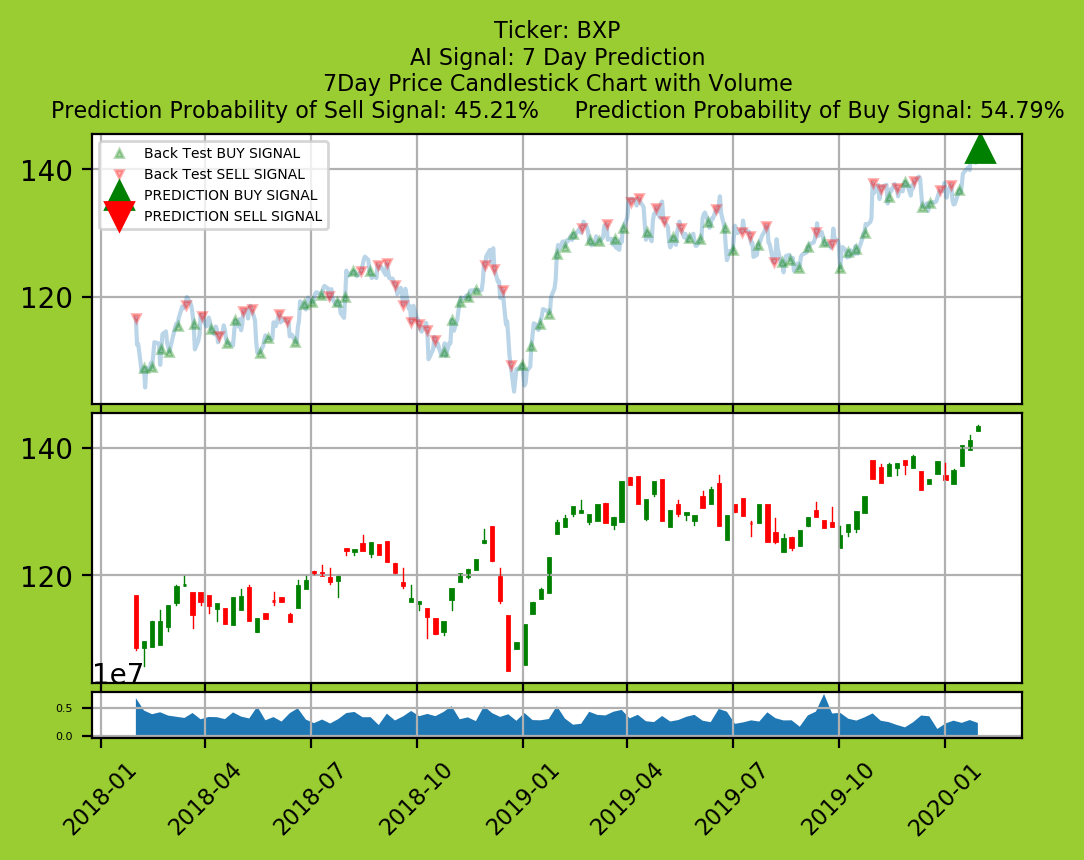 Ticker: BXP
AI Signal: 7 Day Prediction
7Day Price Candlestick Chart with Volume
Prediction Probability of Sell Signal: 45.21% Prediction Probability of Buy Signal: 54.79%
Back Test BUY SIGNAL
Back Test SELL SIGNAL
PREDICTION BUY SIGNAL
PREDICTION SELL SIGNAL
140
120
140
120
1e7
0.5
0.0
2018-01 2018-04 2018-07 2018-10 2019-01 2019-04 2019-07 2019-10 2020-01